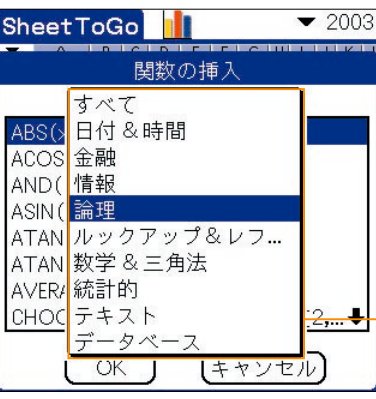 SheetToGo ▼ 2003
関数の挿入
すべて
日付 & 時間
金融
情報
論理
ルックアップ&レフ...
数学 & 三角法
統計的
テキスト
データベース
ABS(
ACOS
AND(
ASIN(
ATAN
ATAN
AVERA
CHOO
2,...
OK
キャンセル